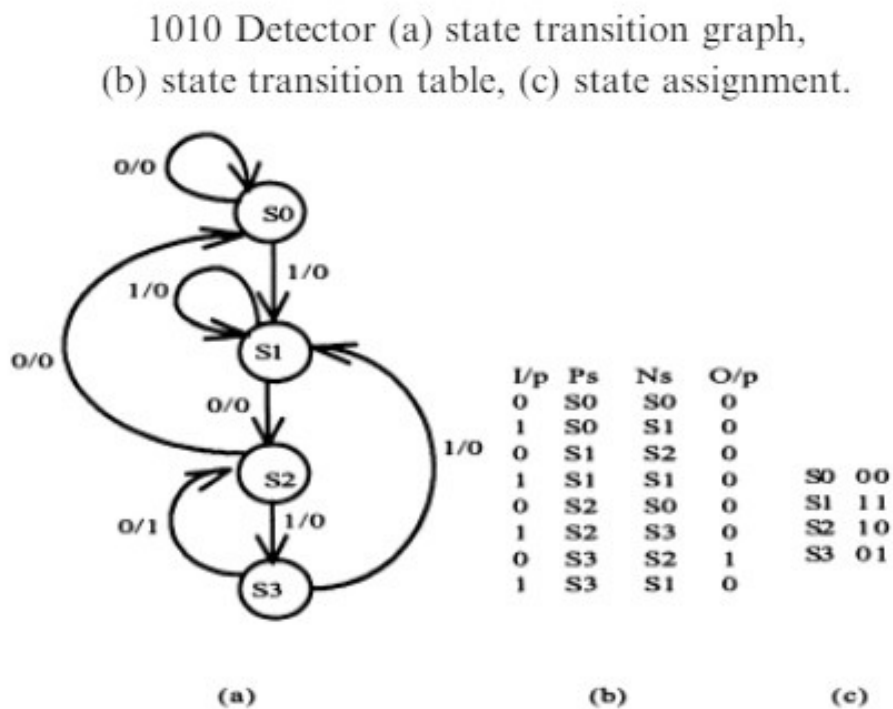 1010 Detector (a) state transition graph,
(b) state transition table, (c) state assignment.
0/0
S0
1/0
1/0
S1
0/0
0/0
1/0
S2
0/1
1/0
S3
I/p Ps Ns O/p
0 S0 S0 0
1 S0 S1 0
0 S1 S2 0
1 S1 S1 0
0 S2 S0 0
1 S2 S3 0
0 S3 S2 1
1 S3 S1 0
S0 00
S1 11
S2 10
S3 01
(a) (b) (c)